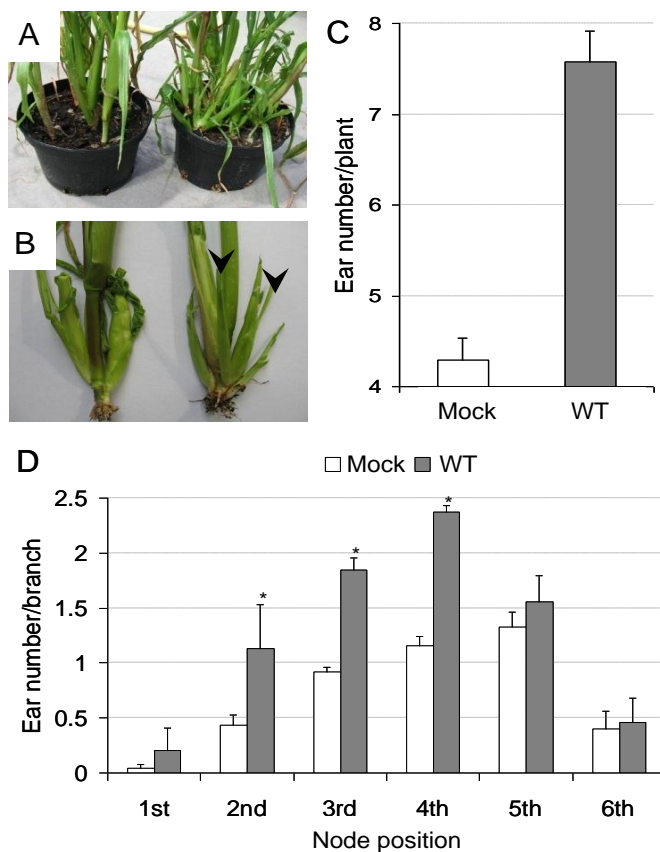 A
B
C
Ear number/plant
8
7
6
5
4
Mock
WT
D
Mock WT
Ear number/branch
2.5
2
1.5
1
0.5
0
*
*
*
1st 2nd 3rd 4th 5th 6th
Node position